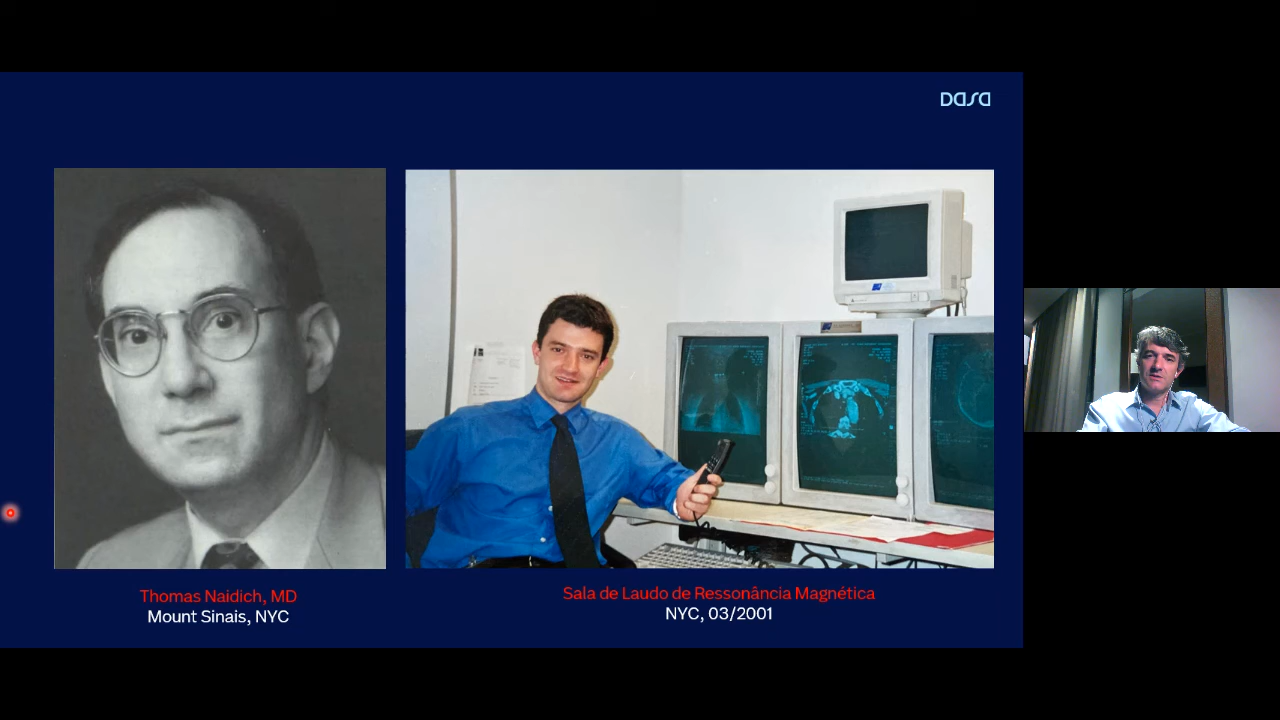 Dasa
Thomas Naidich, MD
Mount Sinais, NYC
Sala de Laudo de Ressonância Magnética
NYC, 03/2001